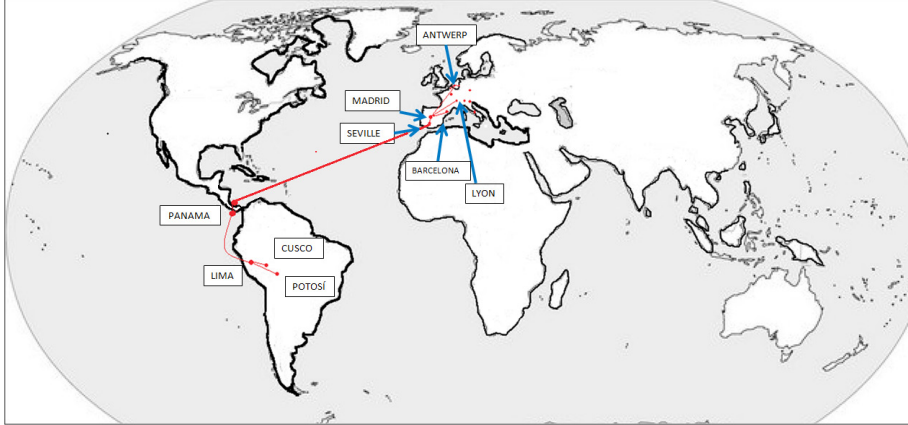 ANTWERP
MADRID
SEVILLE
BARCELONA
LYON
PANAMA
CUSCO
LIMA
POTOSÍ